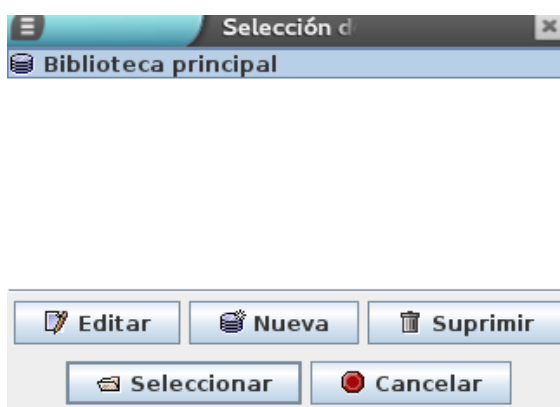 Selección d
Biblioteca principal
Editar Nueva Suprimir
Seleccionar Cancelar